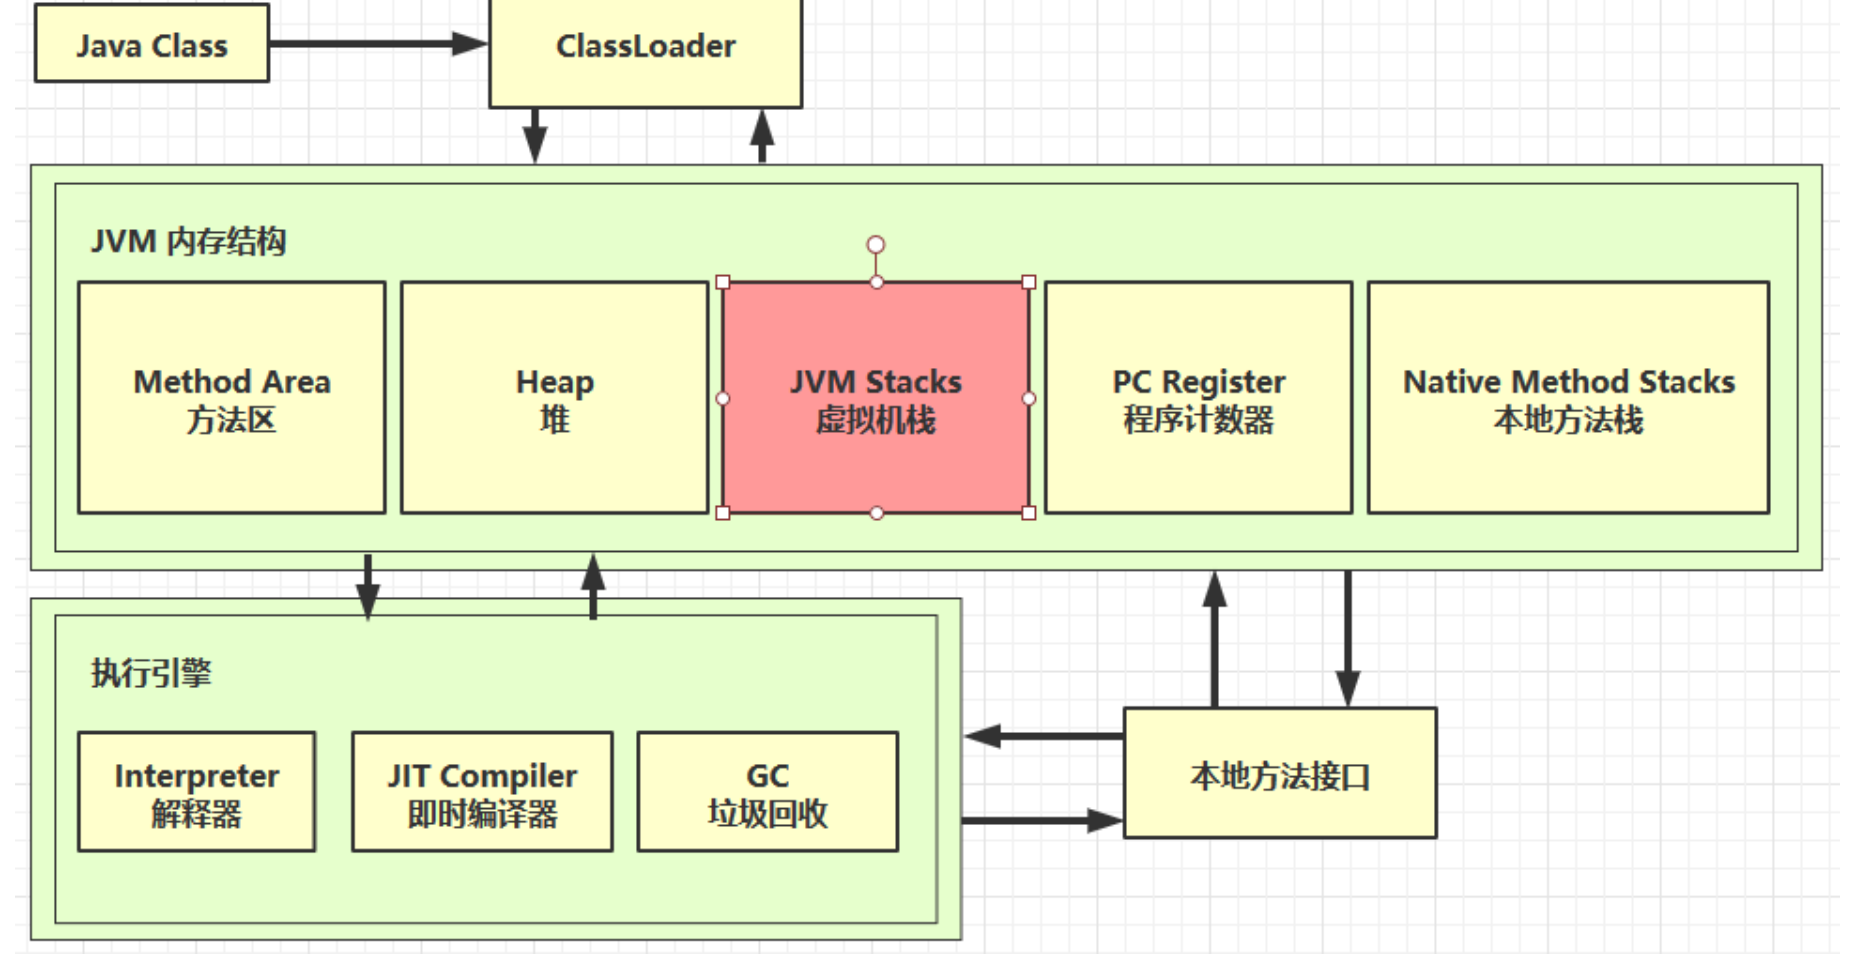 Java Class
ClassLoader
JVM 内存结构
Method Area
方法区
Heap
堆
JVM Stacks
虚拟机栈
PC Register
程序计数器
Native Method Stacks
本地方法栈
执行引擎
Interpreter
解释器
JIT Compiler
即时编译器
GC
垃圾回收
本地方法接口